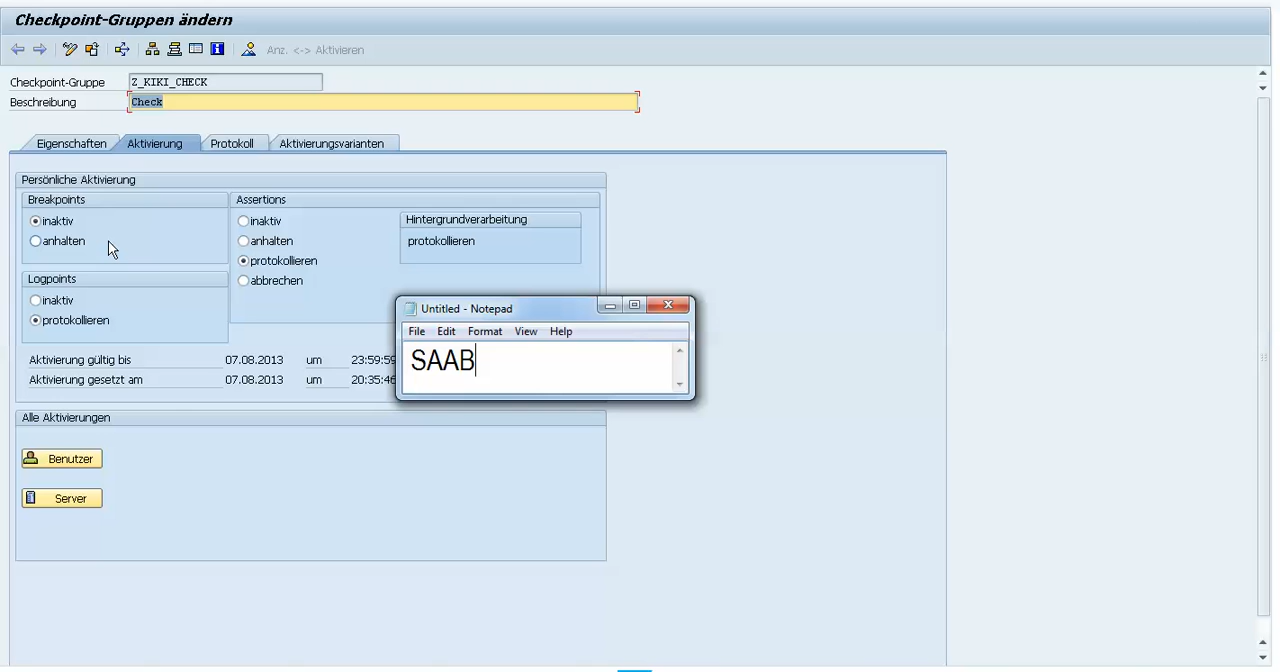 Checkpoint-Gruppen ändern
Anz. <-> Aktivieren
Checkpoint-Gruppe Z_KIKI_CHECK
Beschreibung Check
Eigenschaften Aktivierung Protokoll Aktivierungsvarianten
Persönliche Aktivierung
Breakpoints
inaktiv
anhalten
Assertions
inaktiv
anhalten
protokollieren
abbrechen
Hintergrundverarbeitung
protokollieren
Logpoints
inaktiv
protokollieren
Aktivierung gültig bis 07.08.2013 um 23:59:59
Aktivierung gesetzt am 07.08.2013 um 20:35:46
Untitled - Notepad
File Edit Format View Help
SAAB
Alle Aktivierungen
Benutzer
Server